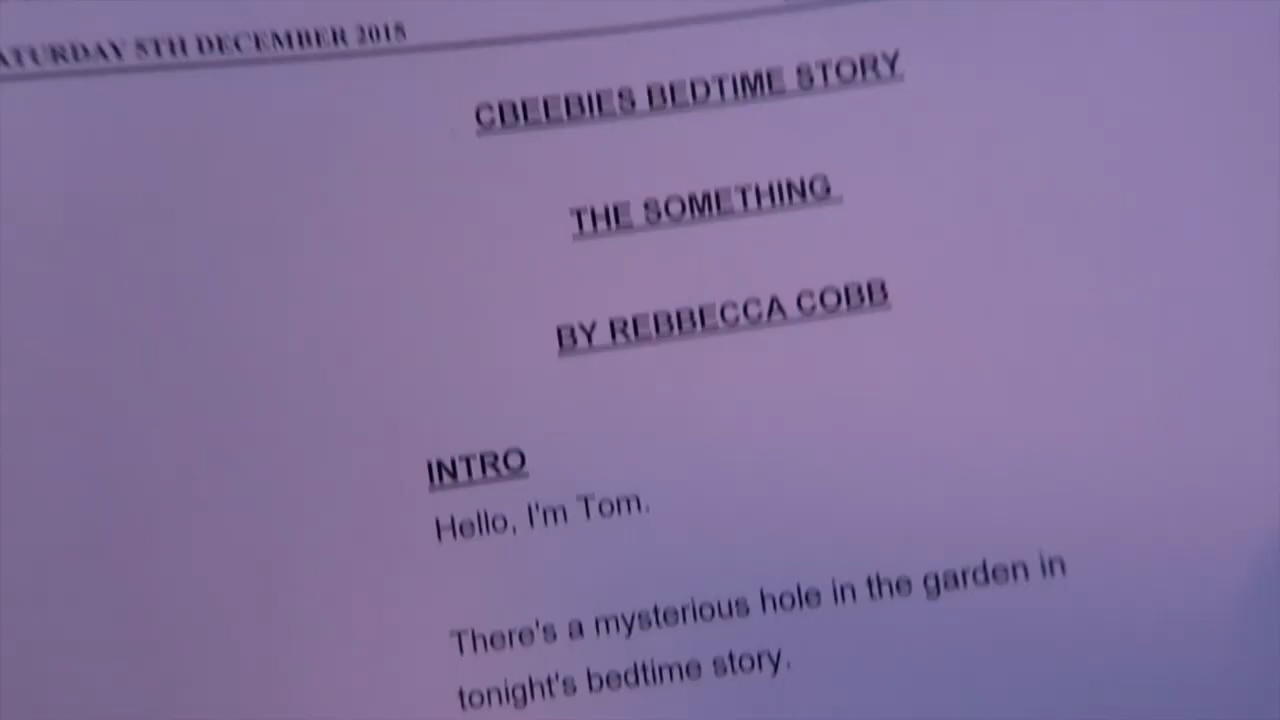 ATURDAY 5TH DECEMBER 2015
CBEEBIES BEDTIME STORY
THE SOMETHING
BY REBBECCA COBB
INTRO
Hello, I'm Tom.
There's a mysterious hole in the garden in
tonight's bedtime story.